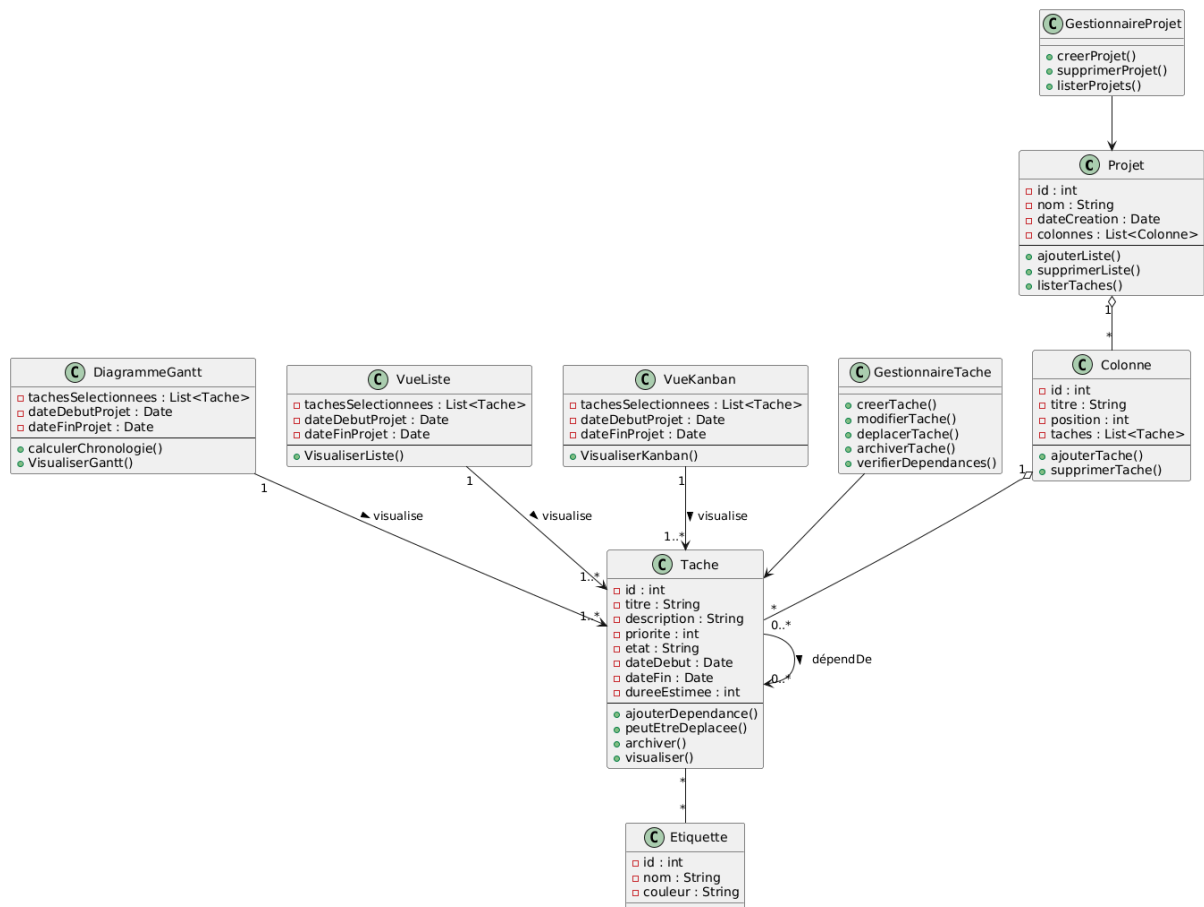 C GestionnaireProjet
creerProjet()
supprimerProjet()
listerProjets()
C Projet
id : int
nom : String
dateCreation : Date
colonnes : List<Colonne>
ajouterListe()
supprimerListe()
listerTaches()
1
*
C DiagrammeGantt
tachesSelectionnees : List<Tache>
dateDebutProjet : Date
dateFinProjet : Date
calculerChronologie()
VisualiserGantt()
C VueListe
tachesSelectionnees : List<Tache>
dateDebutProjet : Date
dateFinProjet : Date
VisualiserListe()
C VueKanban
tachesSelectionnees : List<Tache>
dateDebutProjet : Date
dateFinProjet : Date
VisualiserKanban()
C GestionnaireTache
creerTache()
modifierTache()
deplacerTache()
archiverTache()
verifierDependances()
C Colonne
id : int
titre : String
position : int
taches : List<Tache>
ajouterTache()
supprimerTache()
1
1
1
1
visualise
visualise
visualise
1..*
1..*
1..*
C Tache
id : int
titre : String
description : String
priorite : int
etat : String
dateDebut : Date
dateFin : Date
dureeEstimee : int
ajouterDependance()
peutEtreDeplacee()
archiver()
visualiser()
*
0..*
dépendDe
0..*
*
*
C Etiquette
id : int
nom : String
couleur : String